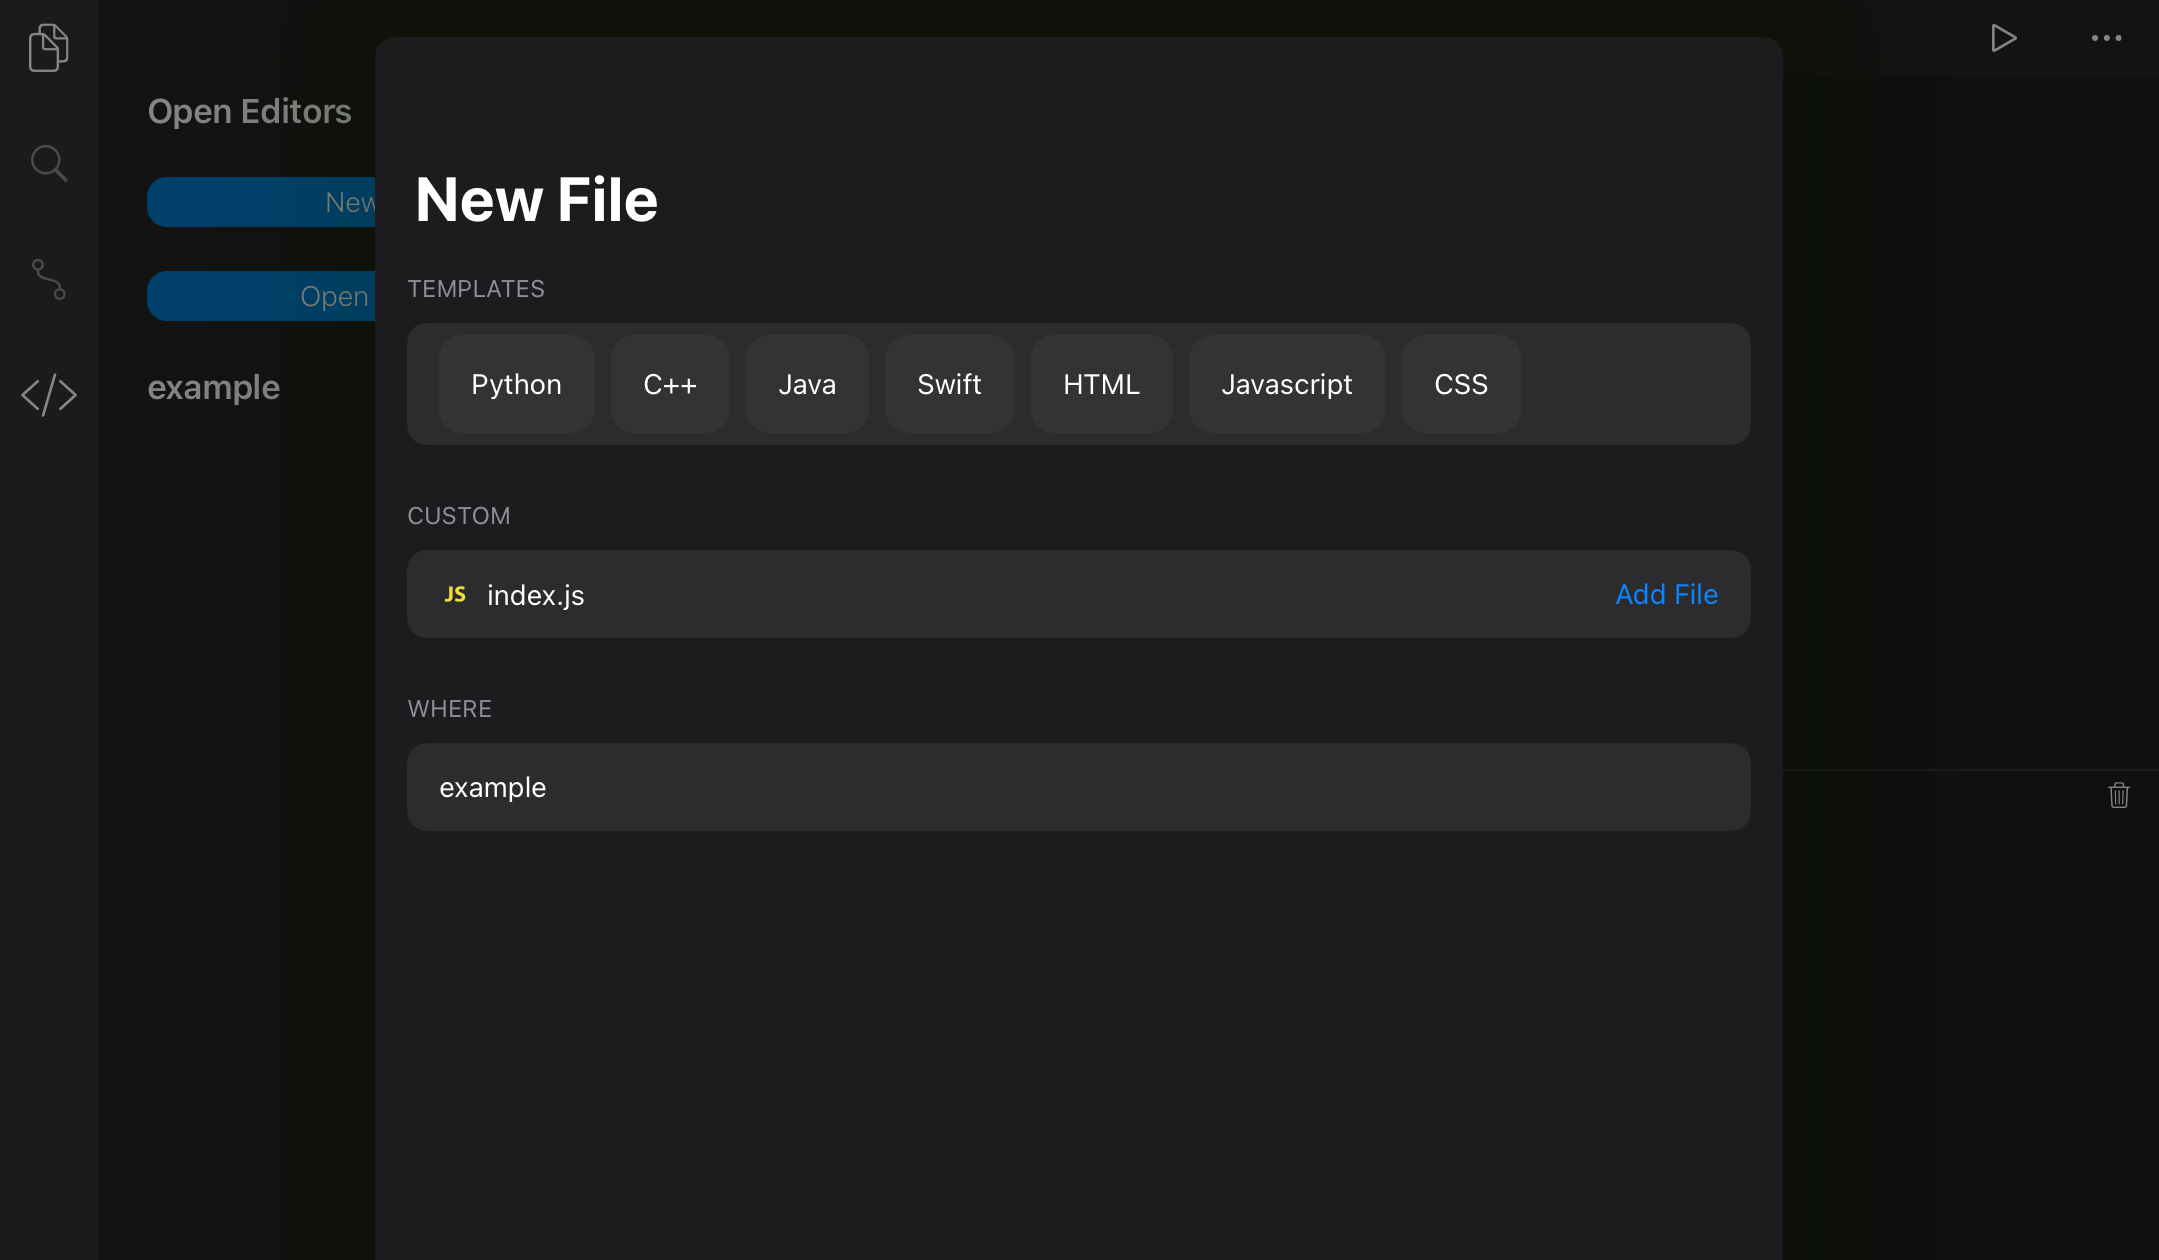 Open Editors
New
Open
example
New File
TEMPLATES
Python C++ Java Swift HTML Javascript CSS
CUSTOM
JS index.js Add File
WHERE
example